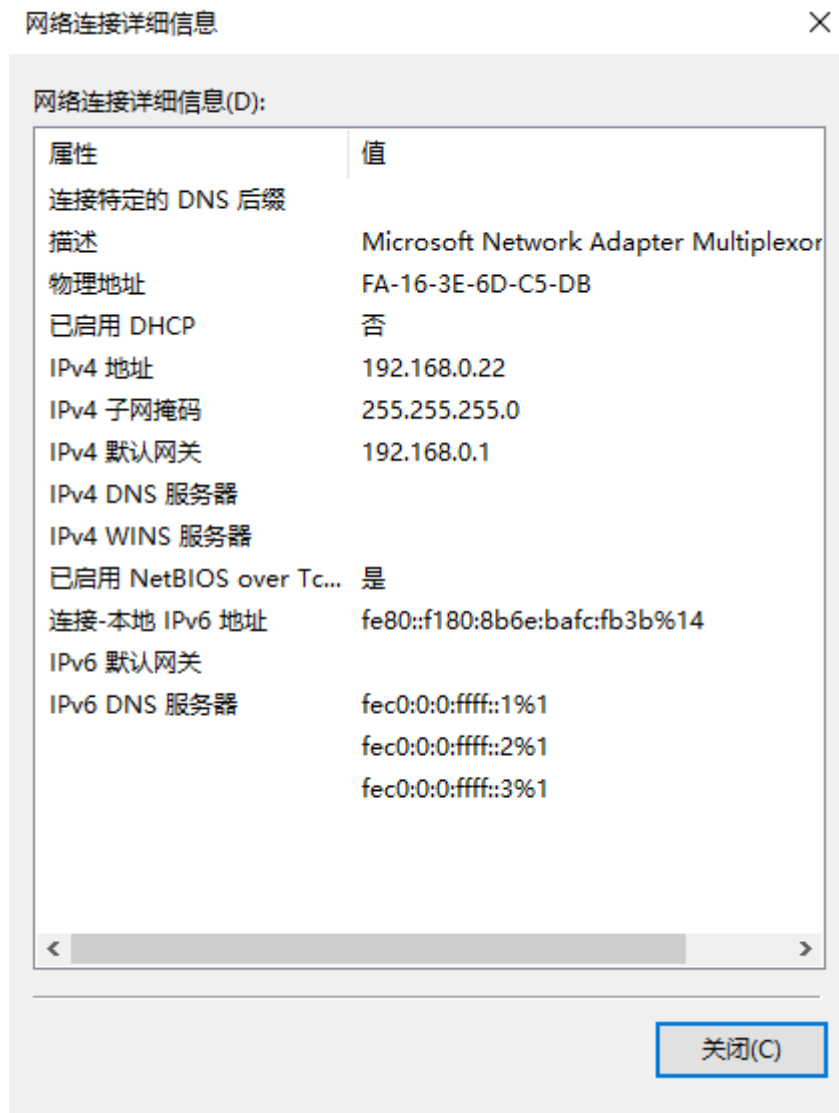 网络连接详细信息
网络连接详细信息(D):
属性 值
连接特定的 DNS 后缀
描述 Microsoft Network Adapter Multiplexor
物理地址 FA-16-3E-6D-C5-DB
已启用 DHCP 否
IPv4 地址 192.168.0.22
IPv4 子网掩码 255.255.255.0
IPv4 默认网关 192.168.0.1
IPv4 DNS 服务器
IPv4 WINS 服务器
已启用 NetBIOS over Tc... 是
连接-本地 IPv6 地址 fe80::f180:8b6e:bafc:fb3b%14
IPv6 默认网关
IPv6 DNS 服务器 fec0:0:0:ffff::1%1
fec0:0:0:ffff::2%1
fec0:0:0:ffff::3%1
关闭(C)